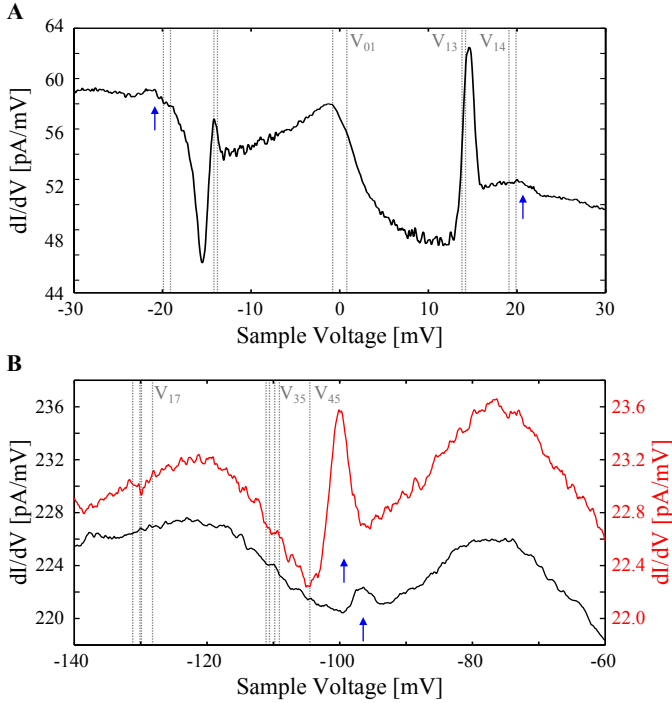 A
64
60
56
52
48
44
dI/dV [pA/mV]
V01
V13
V14
-30
-20
-10
0
10
20
30
Sample Voltage [mV]
B
236
232
228
224
220
dI/dV [pA/mV]
V17
V35
V45
23.6
23.2
22.8
22.4
22.0
dI/dV [pA/mV]
-140
-120
-100
-80
-60
Sample Voltage [mV]